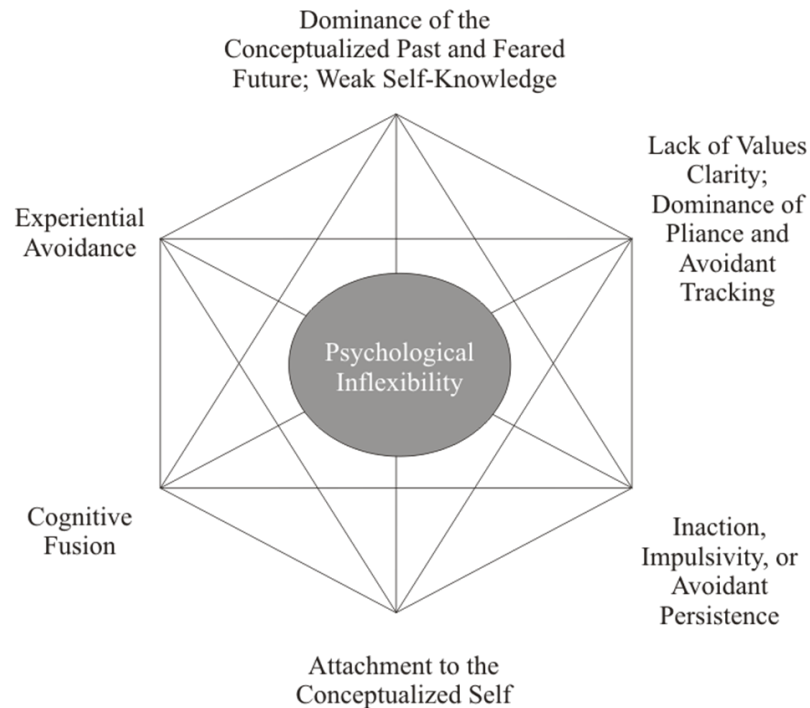 Dominance of the
Conceptualized Past and Feared
Future; Weak Self-Knowledge
Lack of Values
Clarity;
Dominance of
Pliance and
Avoidant
Tracking
Experiential
Avoidance
Psychological
Inflexibility
Cognitive
Fusion
Inaction,
Impulsivity, or
Avoidant
Persistence
Attachment to the
Conceptualized Self